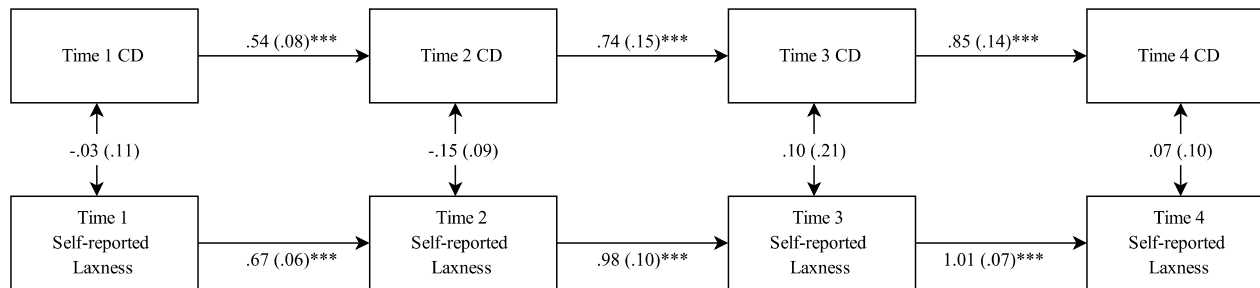 .54 (.08)***
.74 (.15)***
.85 (.14)***
Time 1 CD
Time 2 CD
Time 3 CD
Time 4 CD
-.03 (.11)
-.15 (.09)
.10 (.21)
.07 (.10)
Time 1
Self-reported
Laxness
Time 2
Self-reported
Laxness
Time 3
Self-reported
Laxness
Time 4
Self-reported
Laxness
.67 (.06)***
.98 (.10)***
1.01 (.07)***